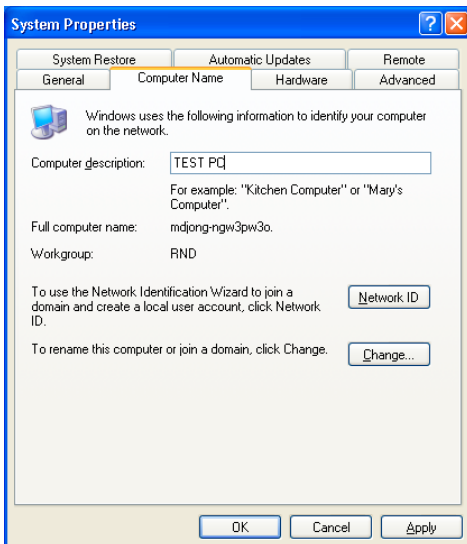 System Properties
System Restore Automatic Updates Remote
General Computer Name Hardware Advanced
Windows uses the following information to identify your computer
on the network.
Computer description: TEST PC
For example: "Kitchen Computer" or "Mary's
Computer".
Full computer name: mdjong-ngw3pw3o.
Workgroup: RND
To use the Network Identification Wizard to join a
domain and create a local user account, click Network
ID.
Network ID
To rename this computer or join a domain, click Change.
Change...
OK Cancel Apply